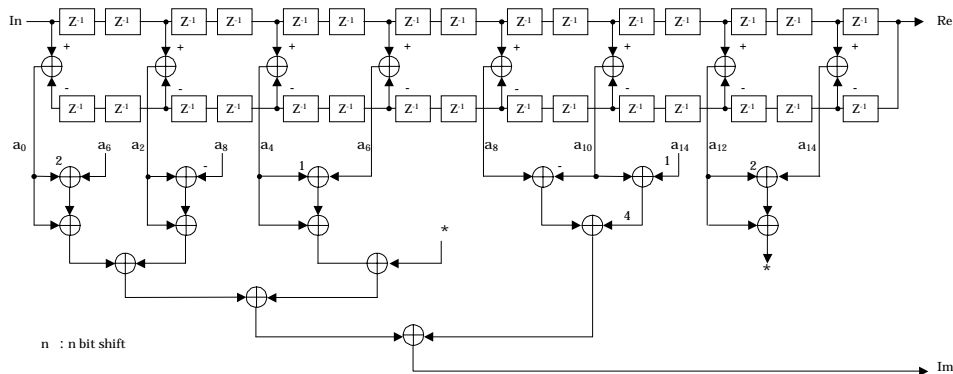 In Z⁻¹ Z⁻¹ Z⁻¹ Z⁻¹ Z⁻¹ Z⁻¹ Z⁻¹ Z⁻¹ Z⁻¹ Z⁻¹ Z⁻¹ Z⁻¹ Z⁻¹ Z⁻¹ Z⁻¹ Re
+ + + + + + +
- - - - - - -
Z⁻¹ Z⁻¹ Z⁻¹ Z⁻¹ Z⁻¹ Z⁻¹ Z⁻¹ Z⁻¹ Z⁻¹ Z⁻¹ Z⁻¹ Z⁻¹ Z⁻¹ Z⁻¹ Z⁻¹
a₀ a₆ a₂ a₈ a₄ a₆ a₈ a₁₀ a₁₄ a₁₂ a₁₄
2 - 1 - 1 2
4
*
*
n : n bit shift
Im